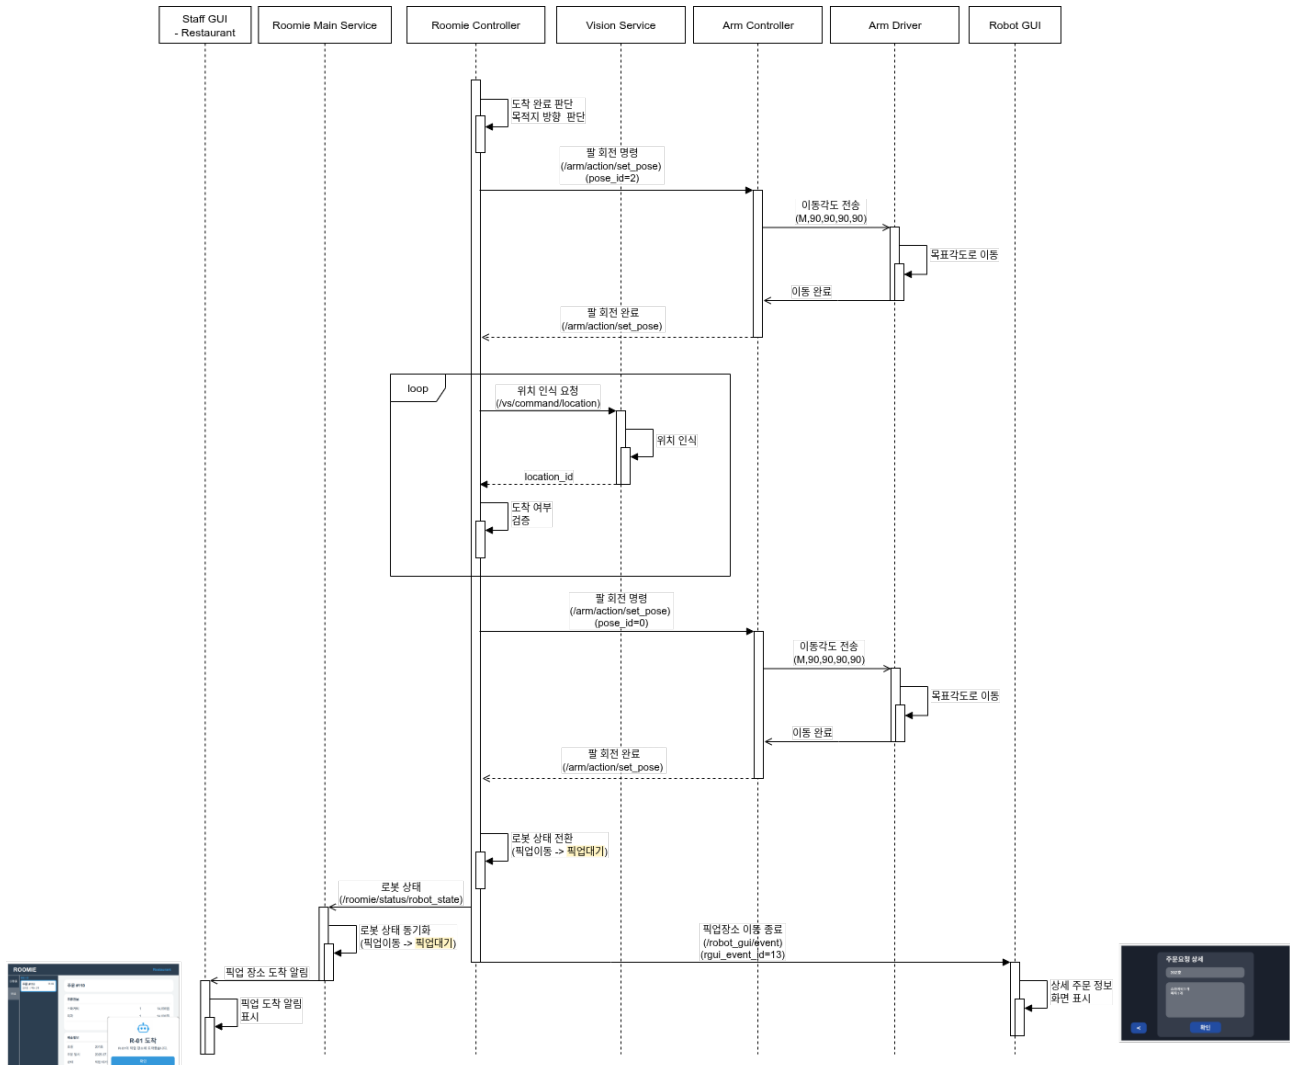 Staff GUI
- Restaurant
Roomie Main Service
Roomie Controller
Vision Service
Arm Controller
Arm Driver
Robot GUI
도착 완료 판단
목적지 방향 판단
팔 회전 명령
(/arm/action/set_pose)
(pose_id=2)
이동각도 전송
(M,90,90,90,90)
목표각도로 이동
이동 완료
팔 회전 완료
(/arm/action/set_pose)
loop
위치 인식 요청
(/vs/command/location)
위치 인식
location_id
도착 여부
검증
팔 회전 명령
(/arm/action/set_pose)
(pose_id=0)
이동각도 전송
(M,90,90,90,90)
목표각도로 이동
이동 완료
팔 회전 완료
(/arm/action/set_pose)
로봇 상태 전환
(픽업이동 -> 픽업대기)
로봇 상태
(/roomie/status/robot_state)
로봇 상태 동기화
(픽업이동 -> 픽업대기)
픽업장소 이동 종료
(/robot_gui/event)
(rgui_event_id=13)
픽업 장소 도착 알림
픽업 도착 알림
표시
상세 주문 정보
화면 표시
ROOMIE
R-01 도착
주문요청 상세
<
확인